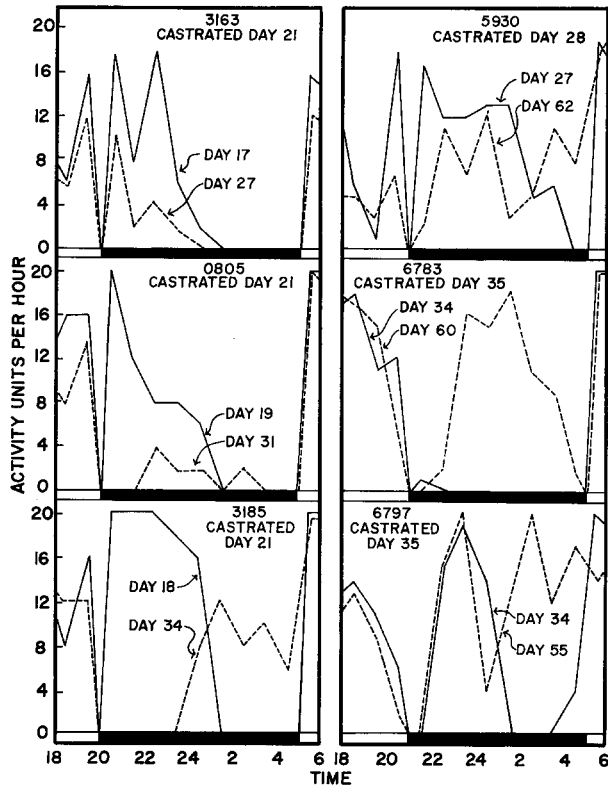 3163
CASTRATED DAY 21
DAY 17
DAY 27
5930
CASTRATED DAY 28
DAY 27
DAY 62
0805
CASTRATED DAY 21
DAY 19
DAY 31
6783
CASTRATED DAY 35
DAY 34
DAY 60
3185
CASTRATED
DAY 21
DAY 18
DAY 34
6797
CASTRATED
DAY 35
DAY 34
DAY 55
ACTIVITY UNITS PER HOUR
20
16
12
8
4
0
20
16
12
8
4
0
20
16
12
8
4
0
18 20 22 24 2 4 6
18 20 22 24 2 4 6
TIME